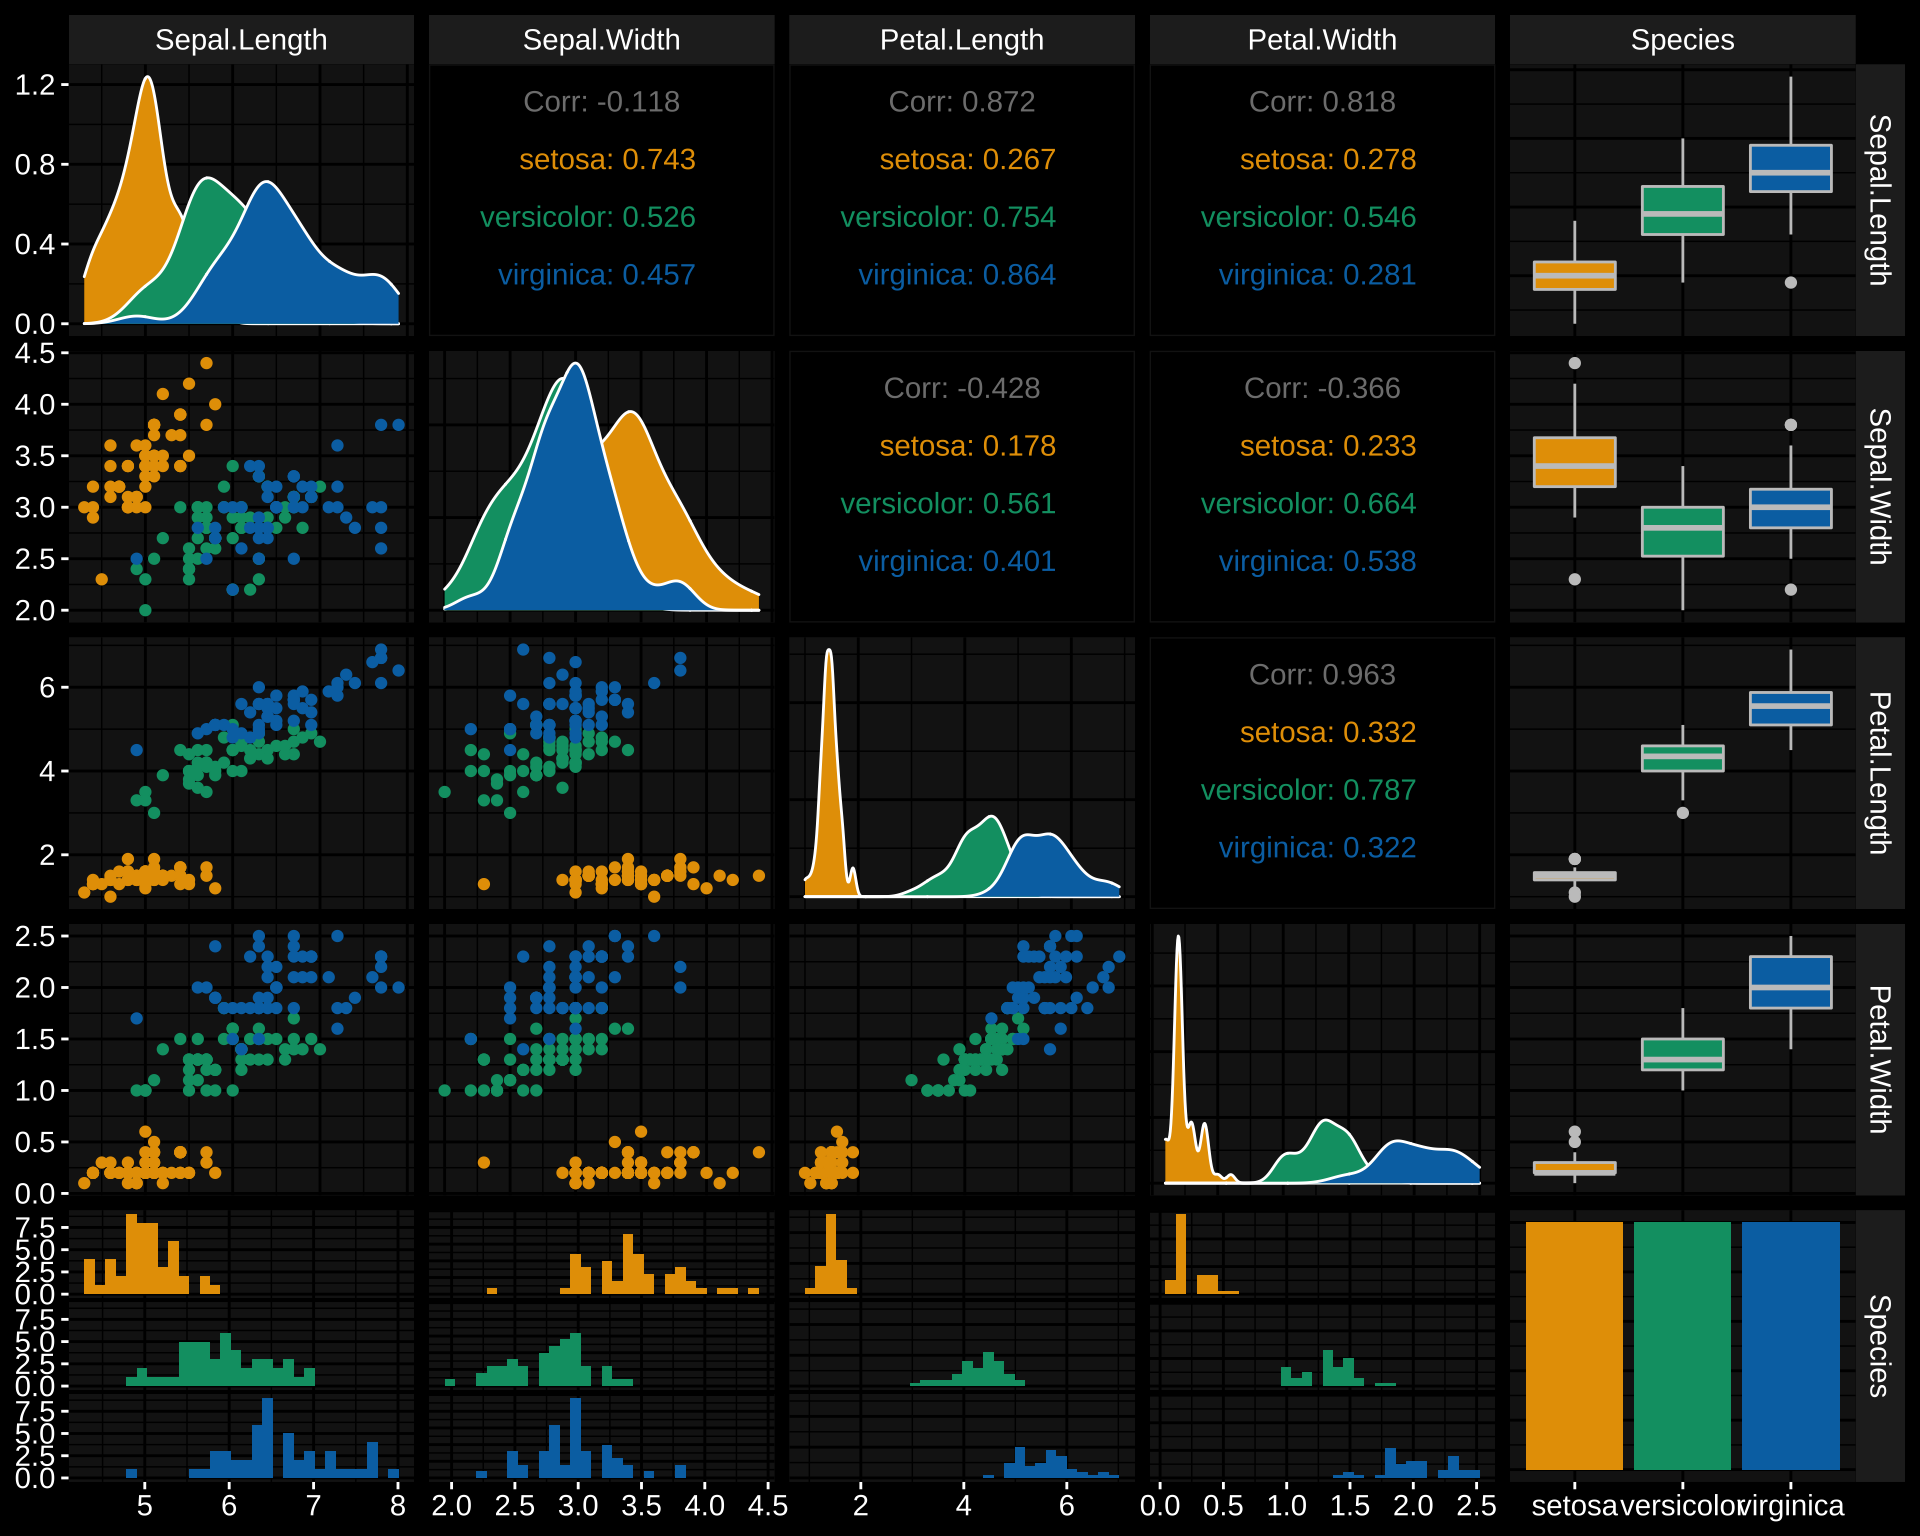 Sepal.Length Sepal.Width Petal.Length Petal.Width Species
1.2
0.8
0.4
0.0
Corr: -0.118
setosa: 0.743
versicolor: 0.526
virginica: 0.457
Corr: 0.872
setosa: 0.267
versicolor: 0.754
virginica: 0.864
Corr: 0.818
setosa: 0.278
versicolor: 0.546
virginica: 0.281
Sepal.Length
4.5
4.0
3.5
3.0
2.5
2.0
Corr: -0.428
setosa: 0.178
versicolor: 0.561
virginica: 0.401
Corr: -0.366
setosa: 0.233
versicolor: 0.664
virginica: 0.538
Sepal.Width
6
4
2
Corr: 0.963
setosa: 0.332
versicolor: 0.787
virginica: 0.322
Petal.Length
2.5
2.0
1.5
1.0
0.5
0.0
Petal.Width
7.5
5.0
2.5
0.0
7.5
5.0
2.5
0.0
7.5
5.0
2.5
0.0
Species
5 6 7 8
2.0 2.5 3.0 3.5 4.0 4.5
2 4 6
0.0 0.5 1.0 1.5 2.0 2.5
setosa versicolor virginica